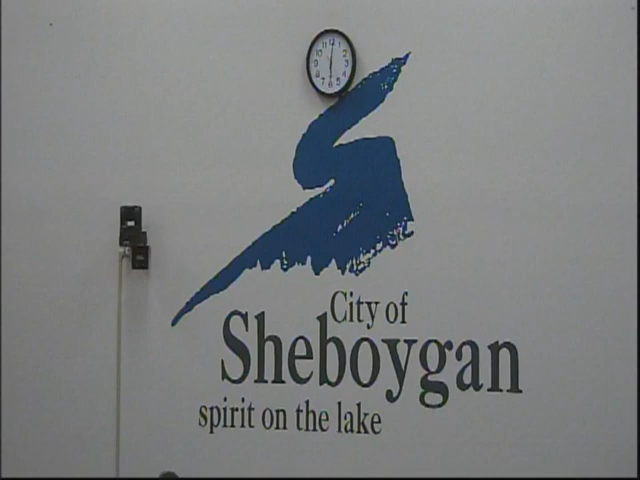 City of
Sheboygan
spirit on the lake